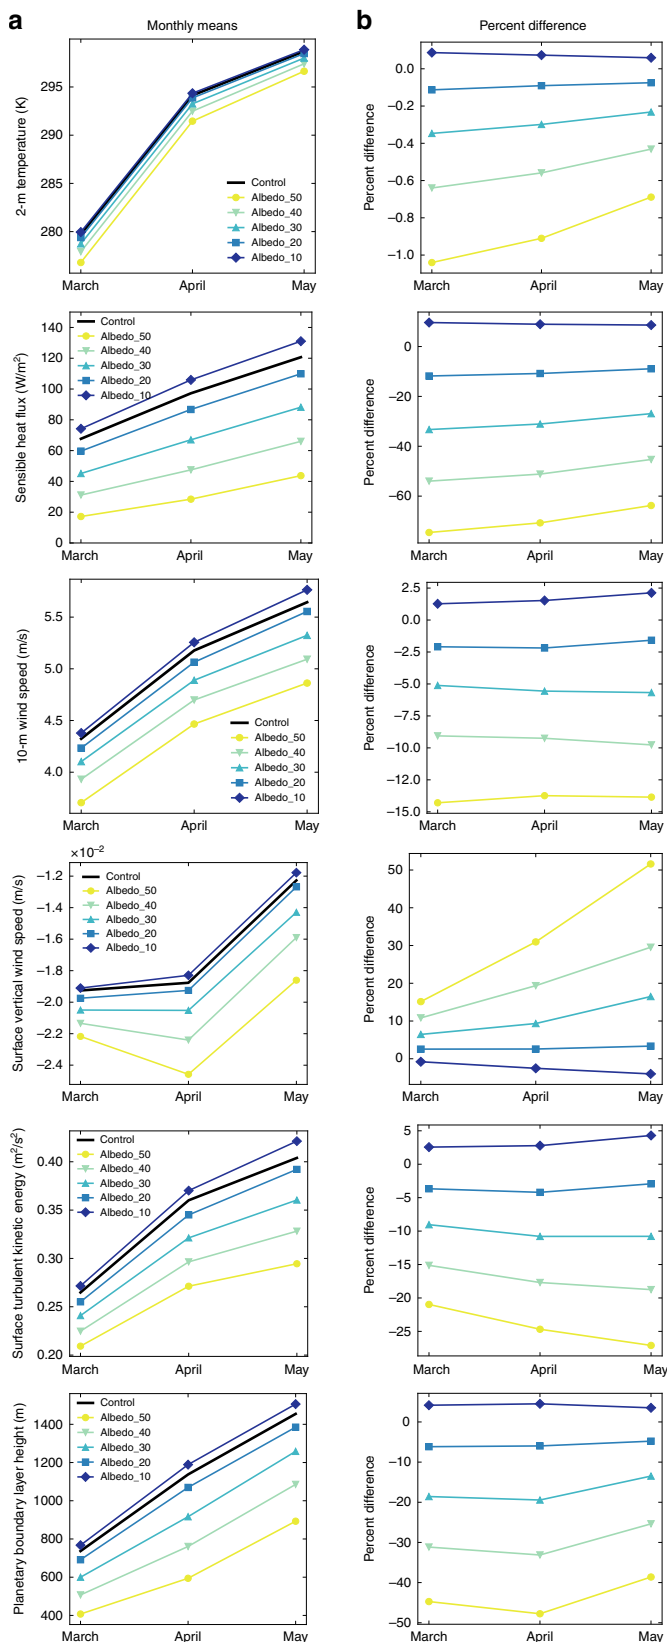 a
b
Monthly means
Percent difference
2-m temperature (K)
295
290
285
280
Control
Albedo_50
Albedo_40
Albedo_30
Albedo_20
Albedo_10
March April May
Percent difference
0.0
−0.2
−0.4
−0.6
−0.8
−1.0
March April May
Sensible heat flux (W/m²)
140
120
100
80
60
40
20
0
Control
Albedo_50
Albedo_40
Albedo_30
Albedo_20
Albedo_10
March April May
Percent difference
0
−20
−40
−60
March April May
10-m wind speed (m/s)
5.5
5.0
4.5
4.0
Control
Albedo_50
Albedo_40
Albedo_30
Albedo_20
Albedo_10
March April May
Percent difference
2.5
0.0
−2.5
−5.0
−7.5
−10.0
−12.5
−15.0
March April May
Surface vertical wind speed (m/s)
×10⁻²
−1.2
−1.4
−1.6
−1.8
−2.0
−2.2
−2.4
Control
Albedo_50
Albedo_40
Albedo_30
Albedo_20
Albedo_10
March April May
Percent difference
50
40
30
20
10
0
March April May
Surface turbulent kinetic energy (m²/s²)
0.40
0.35
0.30
0.25
0.20
Control
Albedo_50
Albedo_40
Albedo_30
Albedo_20
Albedo_10
March April May
Percent difference
5
0
−5
−10
−15
−20
−25
March April May
Planetary boundary layer height (m)
1400
1200
1000
800
600
400
Control
Albedo_50
Albedo_40
Albedo_30
Albedo_20
Albedo_10
March April May
Percent difference
0
−10
−20
−30
−40
−50
March April May